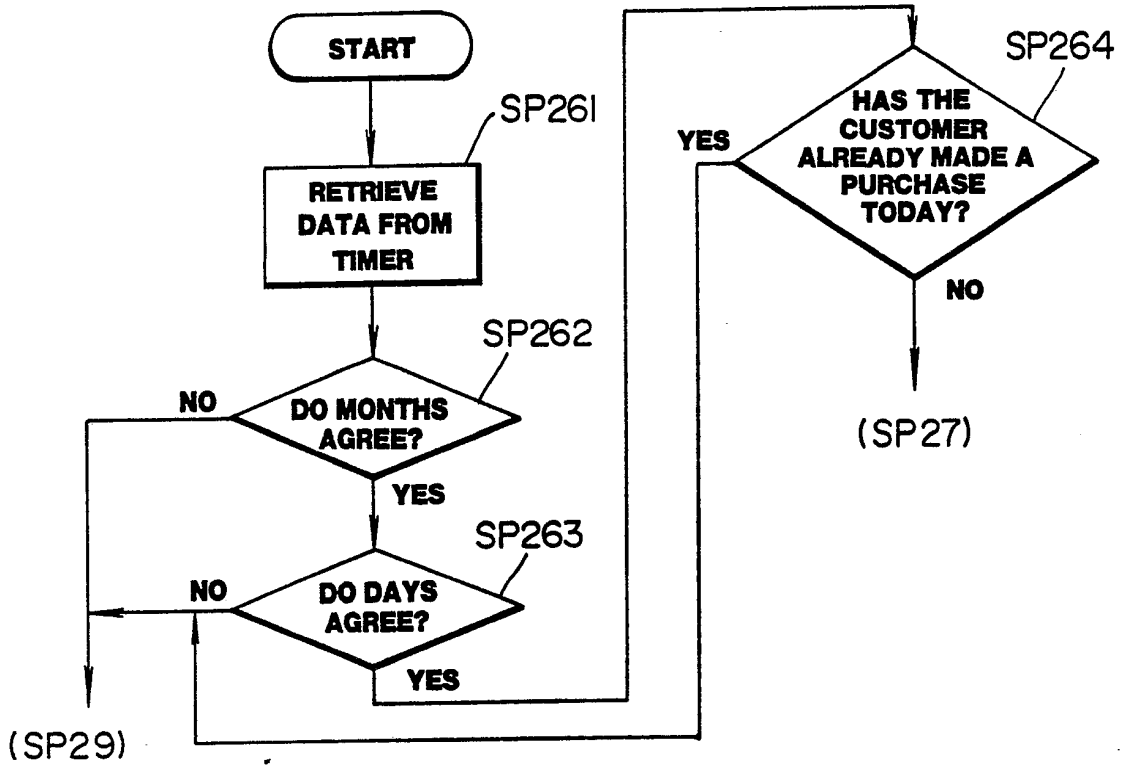 START
SP261
RETRIEVE
DATA FROM
TIMER
SP262
NO
DO MONTHS
AGREE?
YES
SP263
NO
DO DAYS
AGREE?
YES
(SP29)
SP264
YES
HAS THE
CUSTOMER
ALREADY MADE A
PURCHASE
TODAY?
NO
(SP27)